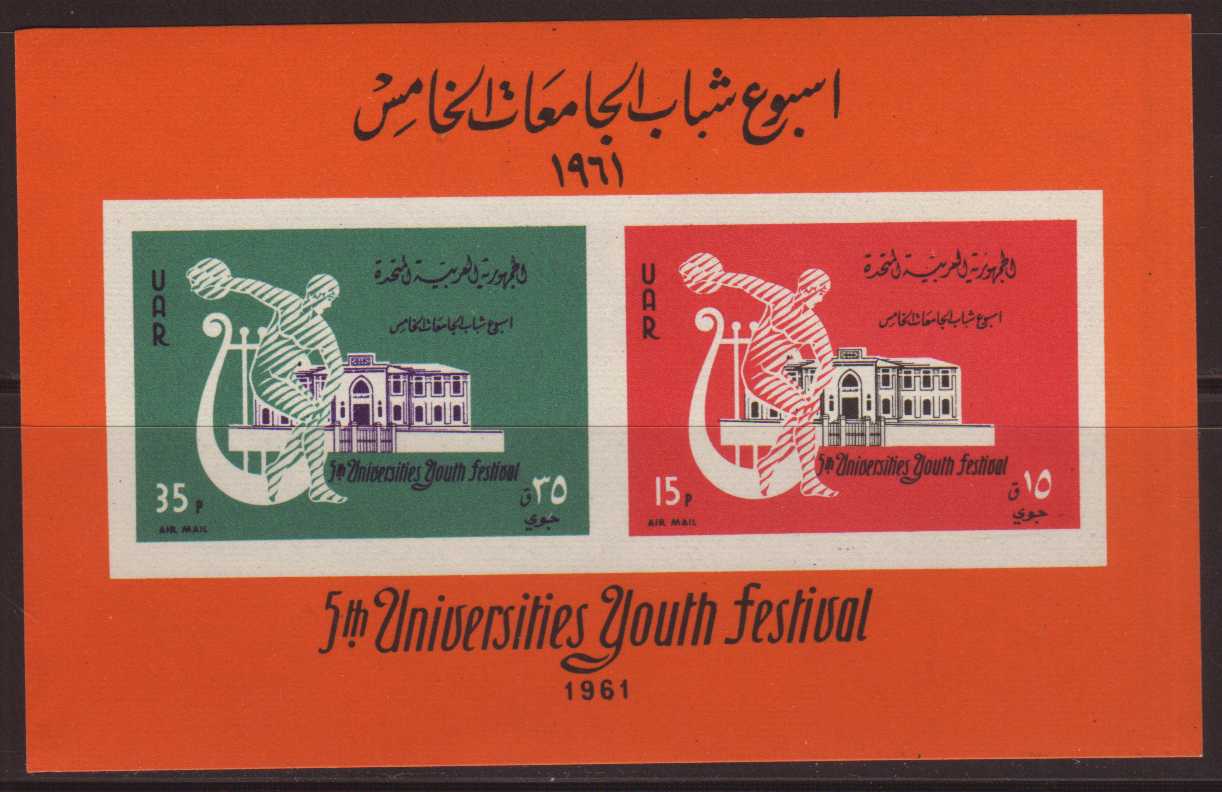 اسبوع شباب الجامعات الخامس
١٩٦١
UAR
الجمهورية العربية المتحدة
اسبوع شباب الجامعات الخامس
5th Universities Youth Festival
35 P
٣٥ ق
AIR MAIL
جوي
UAR
الجمهورية العربية المتحدة
اسبوع شباب الجامعات الخامس
5th Universities Youth Festival
15 P
١٥ ق
AIR MAIL
جوي
5th Universities Youth Festival
1961